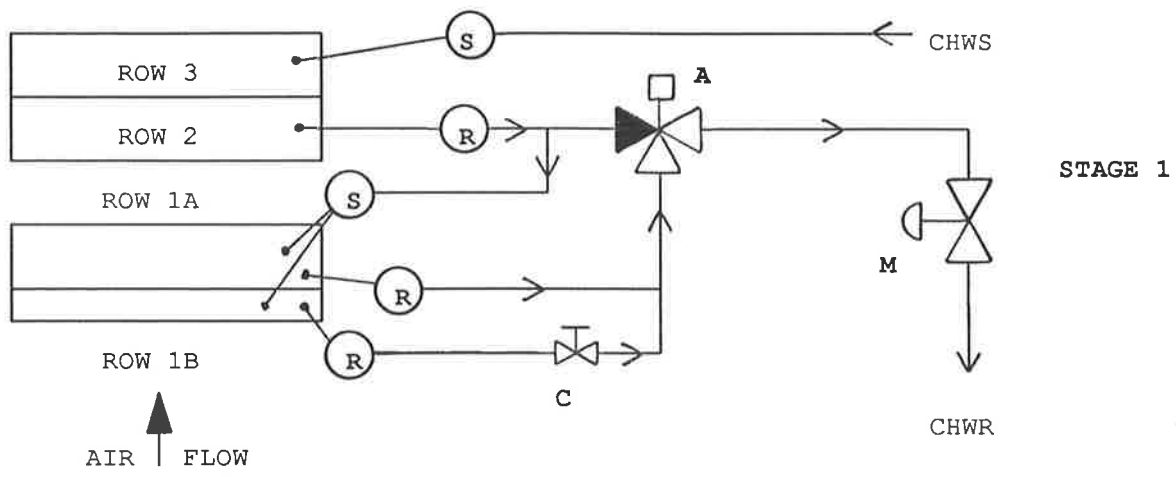 S
CHWS
ROW 3
A
ROW 2
R
STAGE 1
ROW 1A
S
M
R
ROW 1B
R
C
CHWR
AIR FLOW